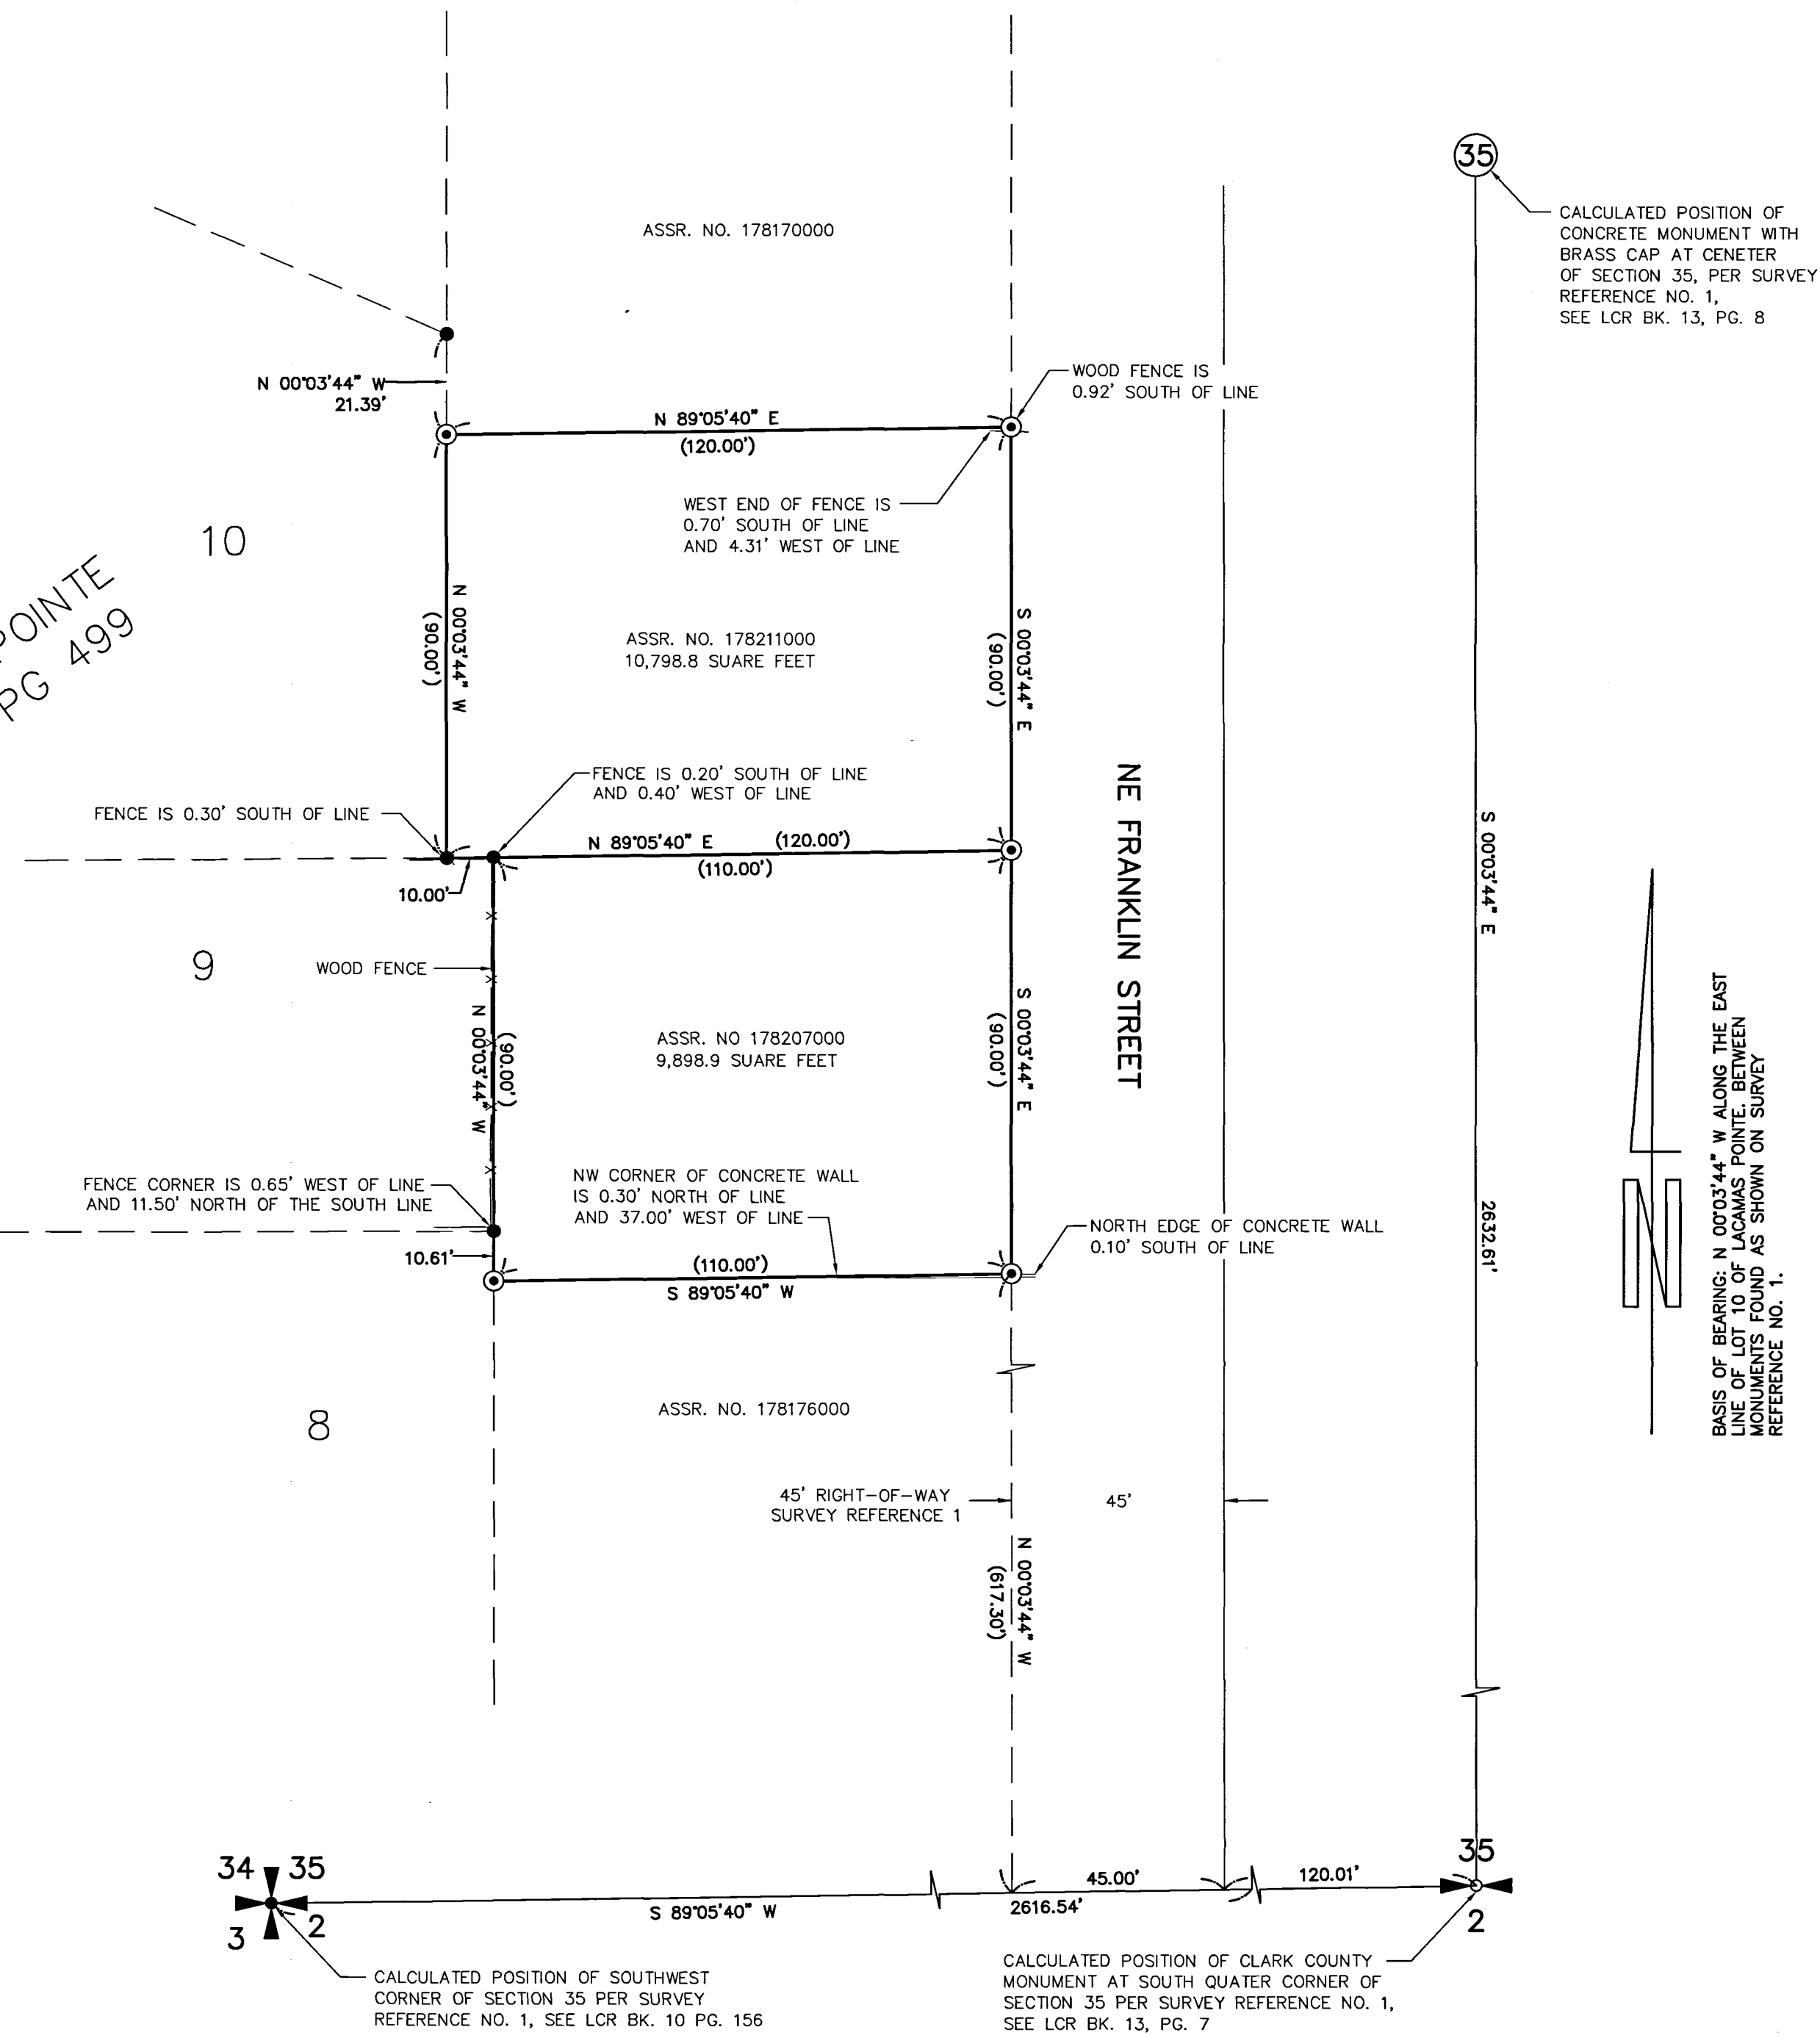 35
CALCULATED POSITION OF
CONCRETE MONUMENT WITH
BRASS CAP AT CENETER
OF SECTION 35, PER SURVEY
REFERENCE NO. 1,
SEE LCR BK. 13, PG. 8
ASSR. NO. 178170000
N 00°03'44" W
21.39'
WOOD FENCE IS
0.92' SOUTH OF LINE
N 89°05'40" E
(120.00')
WEST END OF FENCE IS
0.70' SOUTH OF LINE
AND 4.31' WEST OF LINE
10
POINTE
PG 499
N 00°03'44" W
(90.00')
ASSR. NO. 178211000
10,798.8 SUARE FEET
S 00°03'44" E
(90.00')
FENCE IS 0.20' SOUTH OF LINE
AND 0.40' WEST OF LINE
FENCE IS 0.30' SOUTH OF LINE
N 89°05'40" E (120.00')
(110.00')
10.00'
NE FRANKLIN STREET
S 00°03'44" E
2632.61'
9
WOOD FENCE
N 00°03'44" W
(90.00')
ASSR. NO 178207000
9,898.9 SUARE FEET
S 00°03'44" E
(90.00')
N
BASIS OF BEARING: N 00°03'44" W ALONG THE EAST
LINE OF LOT 10 OF LACAMAS POINTE. BETWEEN
MONUMENTS FOUND AS SHOWN ON SURVEY
REFERENCE NO. 1.
FENCE CORNER IS 0.65' WEST OF LINE
AND 11.50' NORTH OF THE SOUTH LINE
NW CORNER OF CONCRETE WALL
IS 0.30' NORTH OF LINE
AND 37.00' WEST OF LINE
NORTH EDGE OF CONCRETE WALL
0.10' SOUTH OF LINE
10.61'
(110.00')
S 89°05'40" W
8
ASSR. NO. 178176000
45' RIGHT-OF-WAY
SURVEY REFERENCE 1
45'
N 00°03'44" W
(617.30')
34 35
3 2
S 89°05'40" W
2616.54'
45.00'
120.01'
35
2
CALCULATED POSITION OF SOUTHWEST
CORNER OF SECTION 35 PER SURVEY
REFERENCE NO. 1, SEE LCR BK. 10 PG. 156
CALCULATED POSITION OF CLARK COUNTY
MONUMENT AT SOUTH QUATER CORNER OF
SECTION 35 PER SURVEY REFERENCE NO. 1,
SEE LCR BK. 13, PG. 7